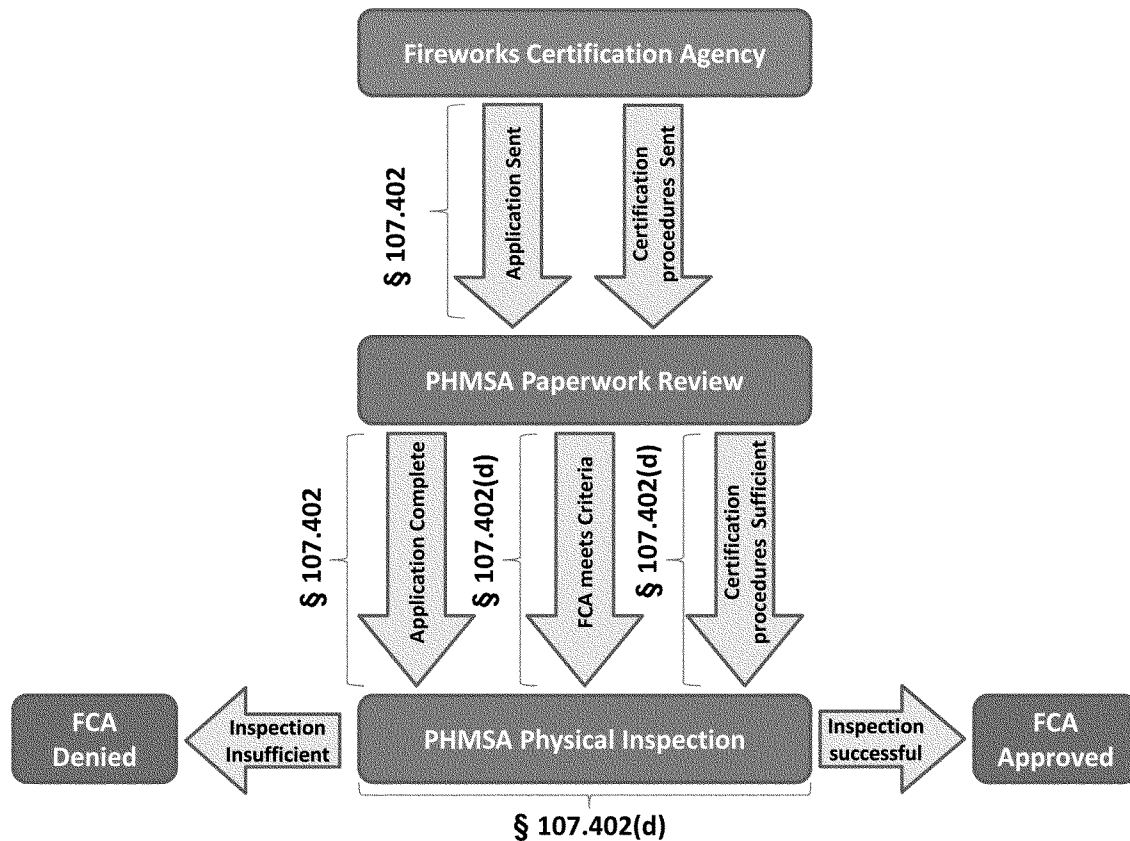 Fireworks Certification Agency
§ 107.402
Application Sent
Certification
procedures Sent
PHMSA Paperwork Review
§ 107.402
Application Complete
§ 107.402(d)
FCA meets Criteria
§ 107.402(d)
Certification
procedures Sufficient
FCA
Denied
Inspection
Insufficient
PHMSA Physical Inspection
Inspection
successful
FCA
Approved
§ 107.402(d)